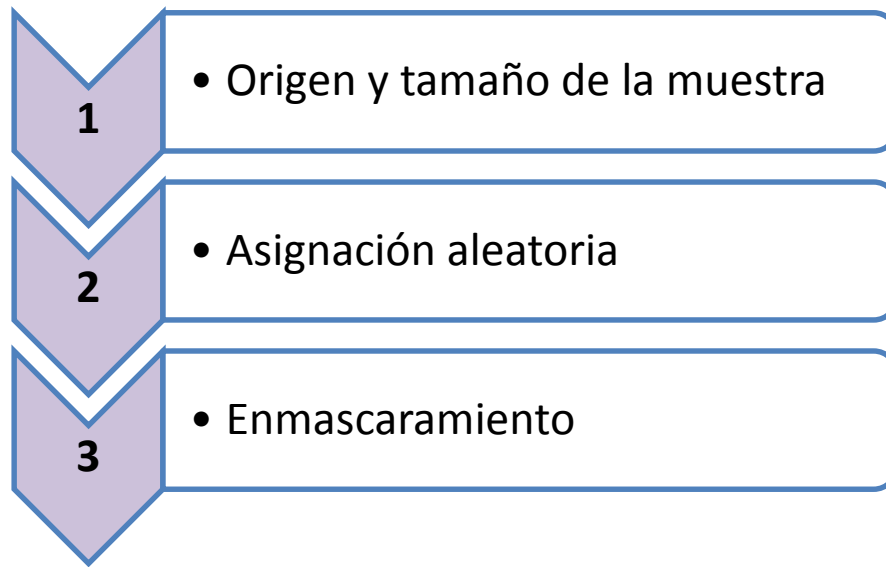 1
• Origen y tamaño de la muestra
2
• Asignación aleatoria
3
• Enmascaramiento